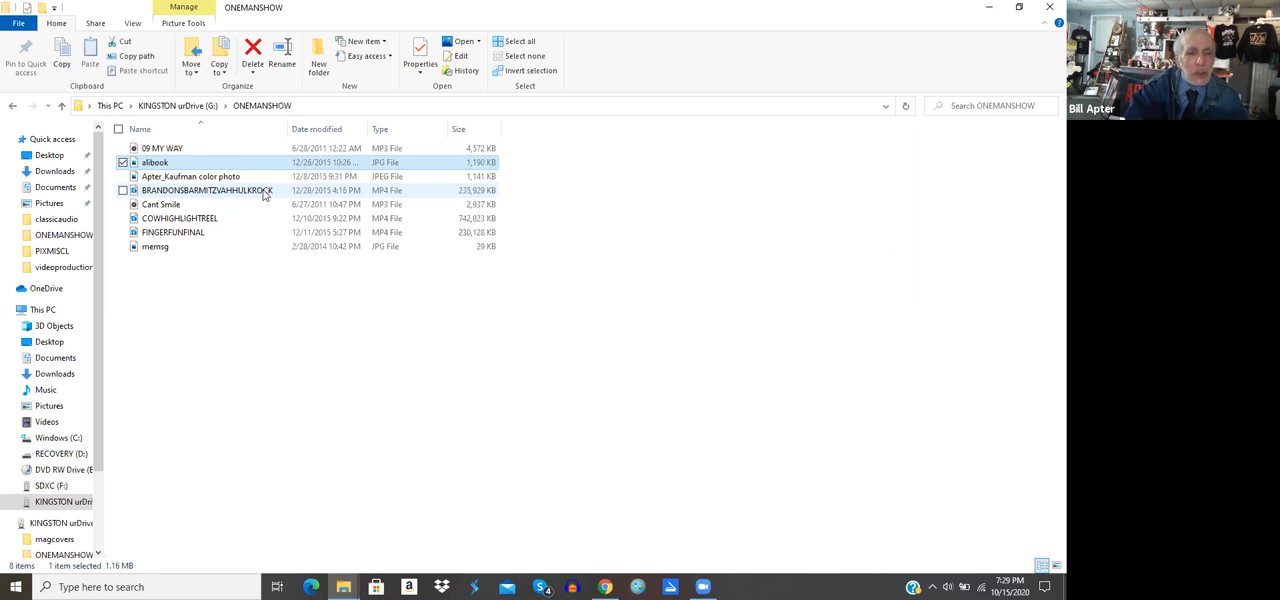 Manage
ONEMANSHOW
File
Home
Share
View
Picture Tools
Pin to Quick access
Copy
Paste
Cut
Copy path
Paste shortcut
Clipboard
Move to
Copy to
Delete
Rename
Organize
New folder
New item
Easy access
New
Properties
Open
Edit
History
Open
Select all
Select none
Invert selection
Select
This PC > KINGSTON urDrive (G:) > ONEMANSHOW
Search ONEMANSHOW
Name Date modified Type Size
09 MY WAY 6/28/2011 12:22 AM MP3 File 4,572 KB
alibook 12/26/2015 10:26 ... JPG File 1,190 KB
Apter_Kaufman color photo 12/8/2015 9:31 PM JPEG File 1,141 KB
BRANDONSBARMITZVAHHULKROCK 12/28/2015 4:16 PM MP4 File 235,929 KB
Cant Smile 6/27/2011 10:47 PM MP3 File 2,937 KB
COWHIGHLIGHTREEL 12/10/2015 9:22 PM MP4 File 742,823 KB
FINGERFUNFINAL 12/11/2015 5:27 PM MP4 File 230,128 KB
memsg 2/28/2014 10:42 PM JPG File 29 KB
Quick access
Desktop
Downloads
Documents
Pictures
classicaudio
ONEMANSHOW
PIXMISCL
videoproduction
OneDrive
This PC
3D Objects
Desktop
Documents
Downloads
Music
Pictures
Videos
Windows (C:)
RECOVERY (D:)
DVD RW Drive (E
SDXC (F:)
KINGSTON urDri
KINGSTON urDrive
magcovers
ONEMANSHOW
8 items 1 item selected 1.16 MB
Type here to search
4
7:29 PM
10/15/2020
Bill Apter